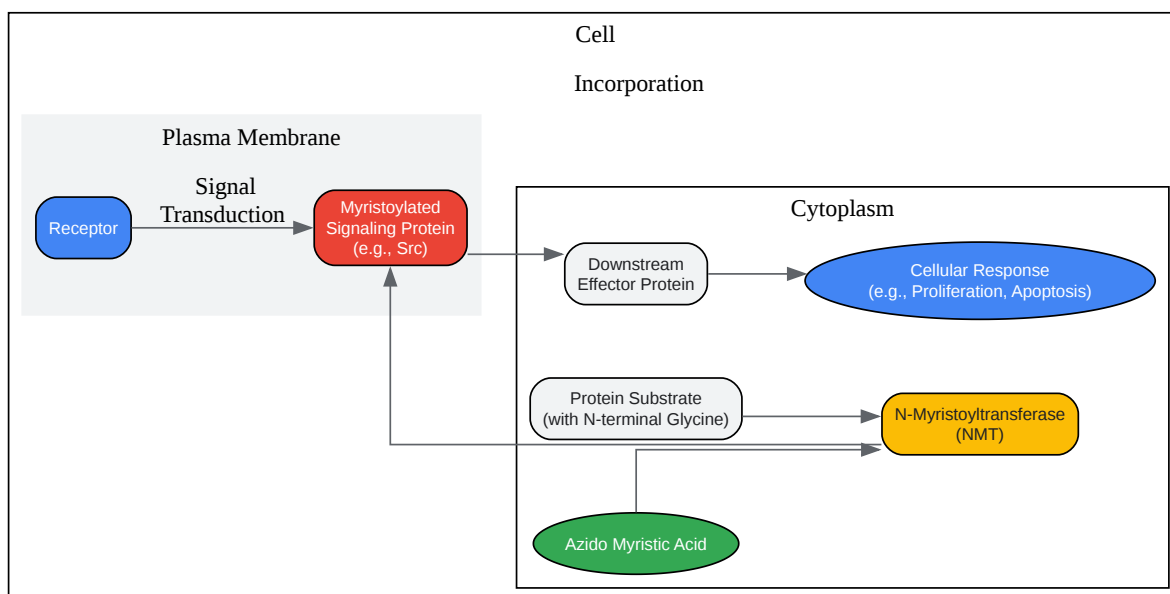 Cell
Incorporation
Plasma Membrane
Signal
Transduction
Receptor
Myristoylated
Signaling Protein
(e.g., Src)
Cytoplasm
Downstream
Effector Protein
Cellular Response
(e.g., Proliferation, Apoptosis)
Protein Substrate
(with N-terminal Glycine)
N-Myristoyltransferase
(NMT)
Azido Myristic Acid